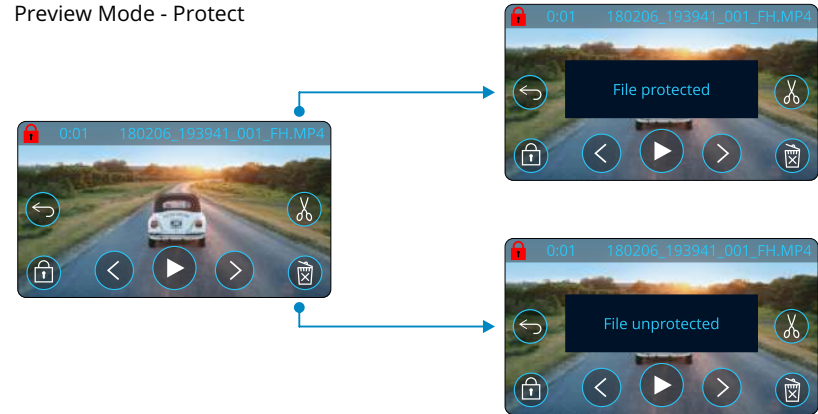 Preview Mode - Protect
0:01 180206_193941_001_FH.MP4
File protected
0:01 180206_193941_001_FH.MP4
0:01 180206_193941_001_FH.MP4
File unprotected